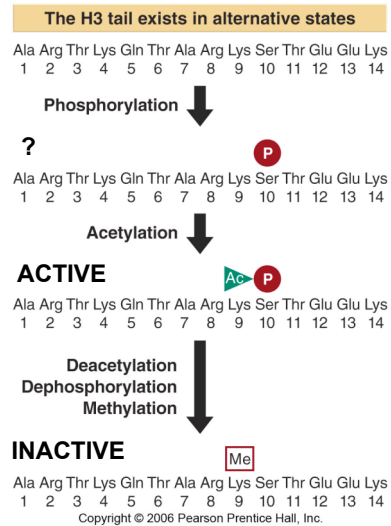 The H3 tail exists in alternative states
Ala Arg Thr Lys Gln Thr Ala Arg Lys Ser Thr Glu Glu Lys
1 2 3 4 5 6 7 8 9 10 11 12 13 14
Phosphorylation
?
P
Ala Arg Thr Lys Gln Thr Ala Arg Lys Ser Thr Glu Glu Lys
1 2 3 4 5 6 7 8 9 10 11 12 13 14
Acetylation
ACTIVE
Ac P
Ala Arg Thr Lys Gln Thr Ala Arg Lys Ser Thr Glu Glu Lys
1 2 3 4 5 6 7 8 9 10 11 12 13 14
Deacetylation
Dephosphorylation
Methylation
INACTIVE
Me
Ala Arg Thr Lys Gln Thr Ala Arg Lys Ser Thr Glu Glu Lys
1 2 3 4 5 6 7 8 9 10 11 12 13 14
Copyright © 2006 Pearson Prentice Hall, Inc.